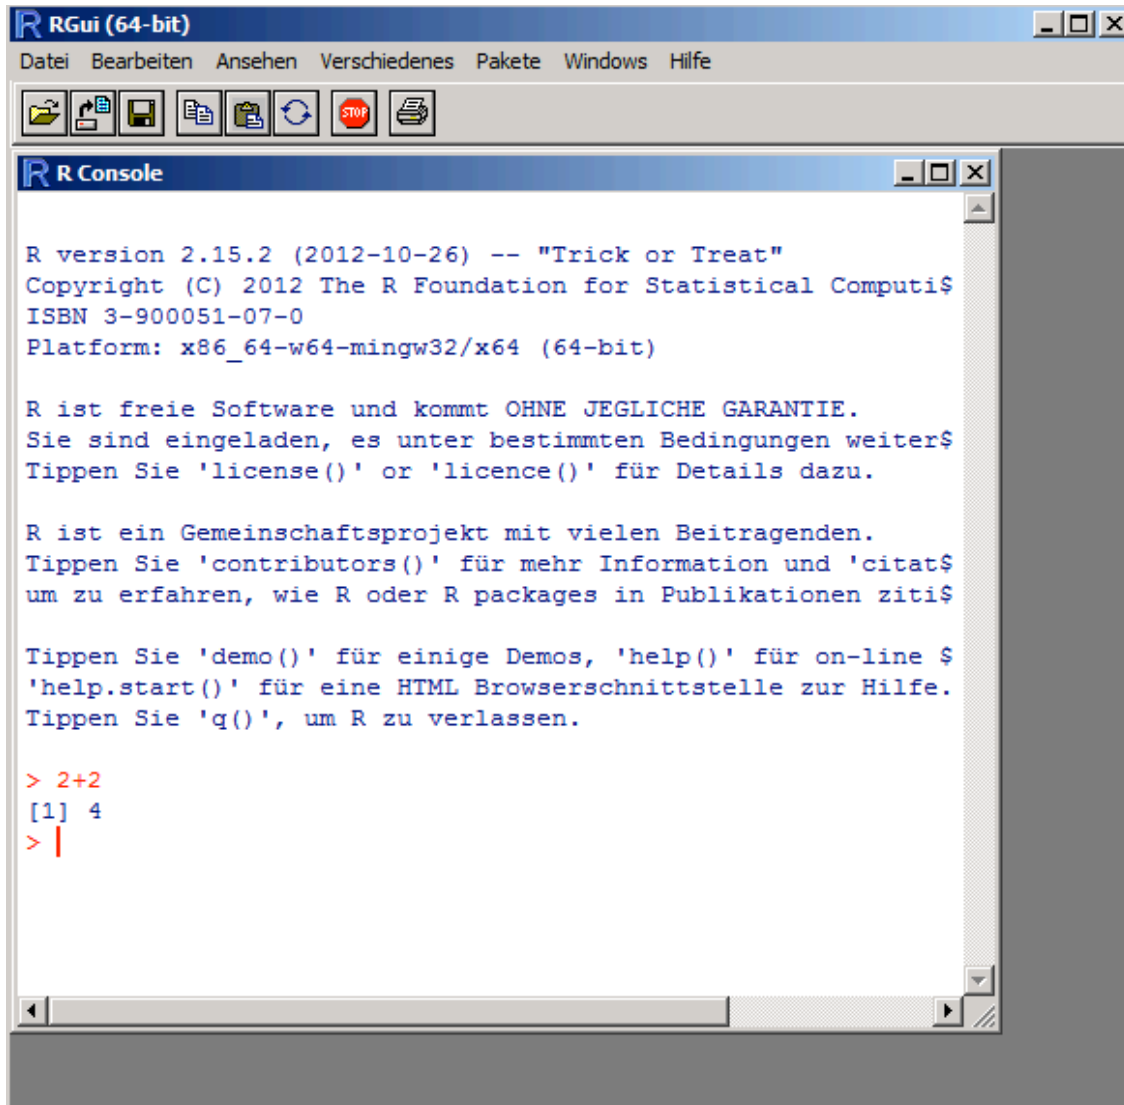 RGui (64-bit)
Datei Bearbeiten Ansehen Verschiedenes Pakete Windows Hilfe
STOP
R Console
R version 2.15.2 (2012-10-26) -- "Trick or Treat"
Copyright (C) 2012 The R Foundation for Statistical Computi$
ISBN 3-900051-07-0
Platform: x86_64-w64-mingw32/x64 (64-bit)
R ist freie Software und kommt OHNE JEGLICHE GARANTIE.
Sie sind eingeladen, es unter bestimmten Bedingungen weiter$
Tippen Sie 'license()' or 'licence()' für Details dazu.
R ist ein Gemeinschaftsprojekt mit vielen Beitragenden.
Tippen Sie 'contributors()' für mehr Information und 'citat$
um zu erfahren, wie R oder R packages in Publikationen ziti$
Tippen Sie 'demo()' für einige Demos, 'help()' für on-line $
'help.start()' für eine HTML Browserschnittstelle zur Hilfe.
Tippen Sie 'q()', um R zu verlassen.
> 2+2
[1] 4
>